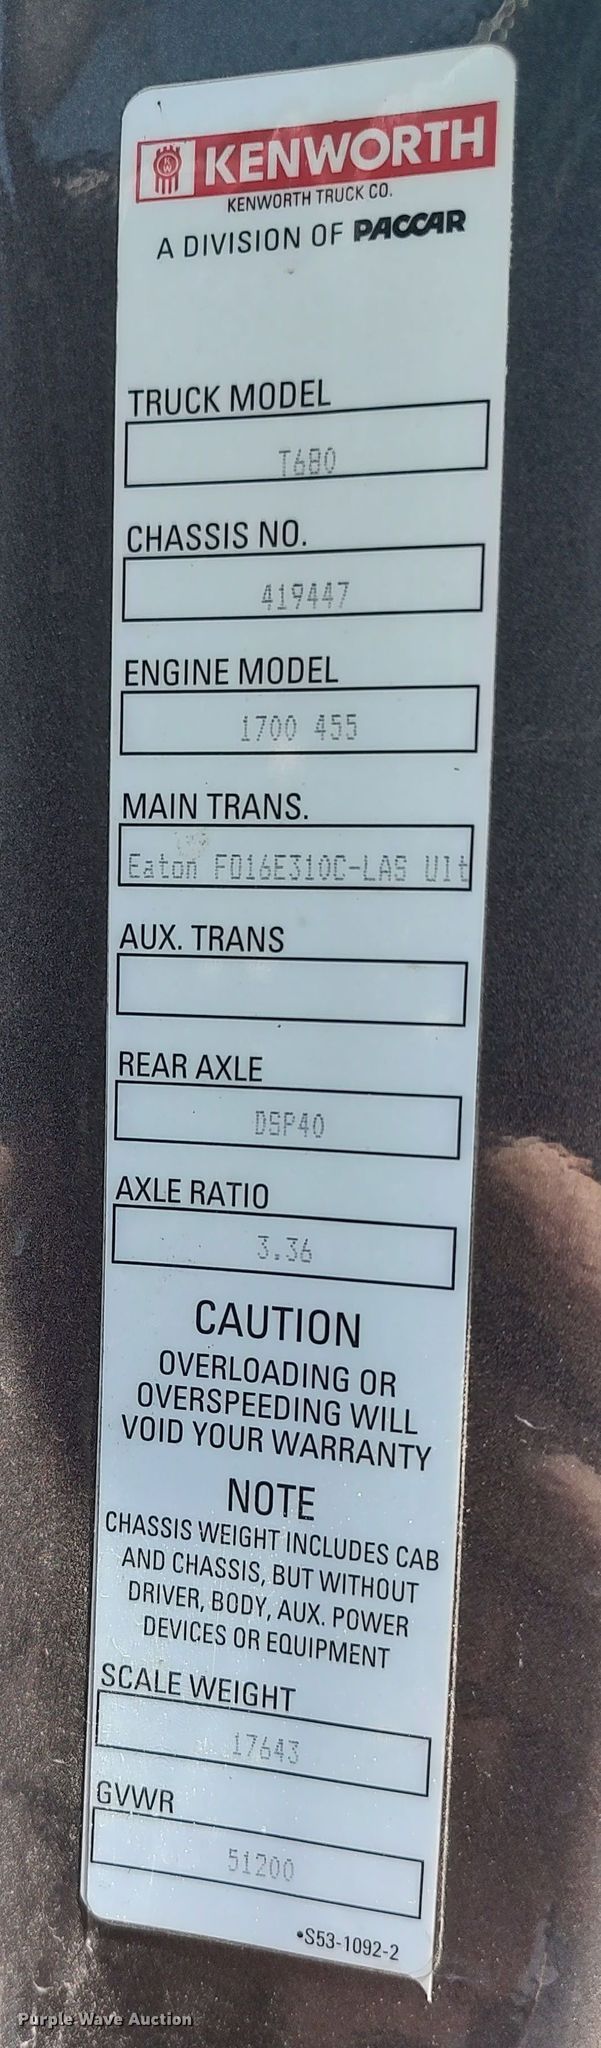 KENWORTH
KENWORTH TRUCK CO.
A DIVISION OF PACCAR
TRUCK MODEL
T680
CHASSIS NO.
419447
ENGINE MODEL
1700 455
MAIN TRANS.
Eaton FO16E310C-LAS Ult
AUX. TRANS
REAR AXLE
DSP40
AXLE RATIO
3.36
CAUTION
OVERLOADING OR
OVERSPEEDING WILL
VOID YOUR WARRANTY
NOTE
CHASSIS WEIGHT INCLUDES CAB
AND CHASSIS, BUT WITHOUT
DRIVER, BODY, AUX. POWER
DEVICES OR EQUIPMENT
SCALE WEIGHT
17643
GVWR
51200
•S53-1092-2
Purple Wave Auction